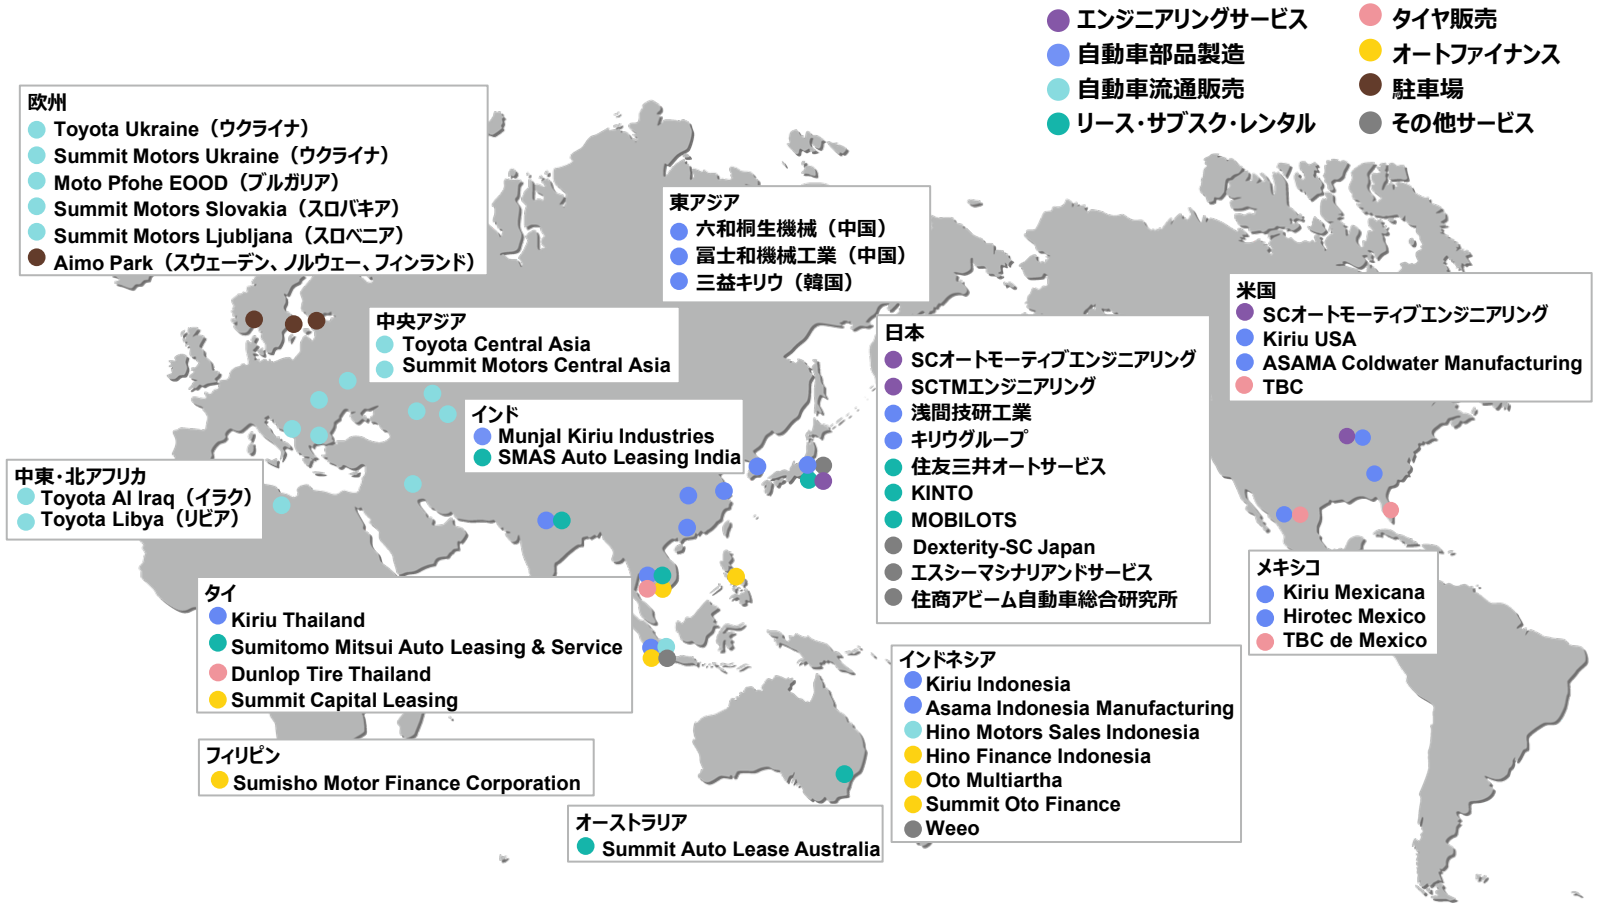 エンジニアリングサービス
自動車部品製造
自動車流通販売
リース・サブスク・レンタル
タイヤ販売
オートファイナンス
駐車場
その他サービス
欧州
Toyota Ukraine（ウクライナ）
Summit Motors Ukraine（ウクライナ）
Moto Pfohe EOOD（ブルガリア）
Summit Motors Slovakia（スロバキア）
Summit Motors Ljubljana（スロベニア）
Aimo Park（スウェーデン、ノルウェー、フィンランド）
東アジア
六和桐生機械（中国）
冨士和機械工業（中国）
三益キリウ（韓国）
中央アジア
Toyota Central Asia
Summit Motors Central Asia
インド
Munjal Kiriu Industries
SMAS Auto Leasing India
中東・北アフリカ
Toyota Al Iraq（イラク）
Toyota Libya（リビア）
日本
SCオートモーティブエンジニアリング
SCTMエンジニアリング
浅間技研工業
キリウグループ
住友三井オートサービス
KINTO
MOBILOTS
Dexterity-SC Japan
エスシーマシナリアンドサービス
住商アビーム自動車総合研究所
米国
SCオートモーティブエンジニアリング
Kiriu USA
ASAMA Coldwater Manufacturing
TBC
メキシコ
Kiriu Mexicana
Hirotec Mexico
TBC de Mexico
タイ
Kiriu Thailand
Sumitomo Mitsui Auto Leasing & Service
Dunlop Tire Thailand
Summit Capital Leasing
フィリピン
Sumisho Motor Finance Corporation
オーストラリア
Summit Auto Lease Australia
インドネシア
Kiriu Indonesia
Asama Indonesia Manufacturing
Hino Motors Sales Indonesia
Hino Finance Indonesia
Oto Multiartha
Summit Oto Finance
Weeo